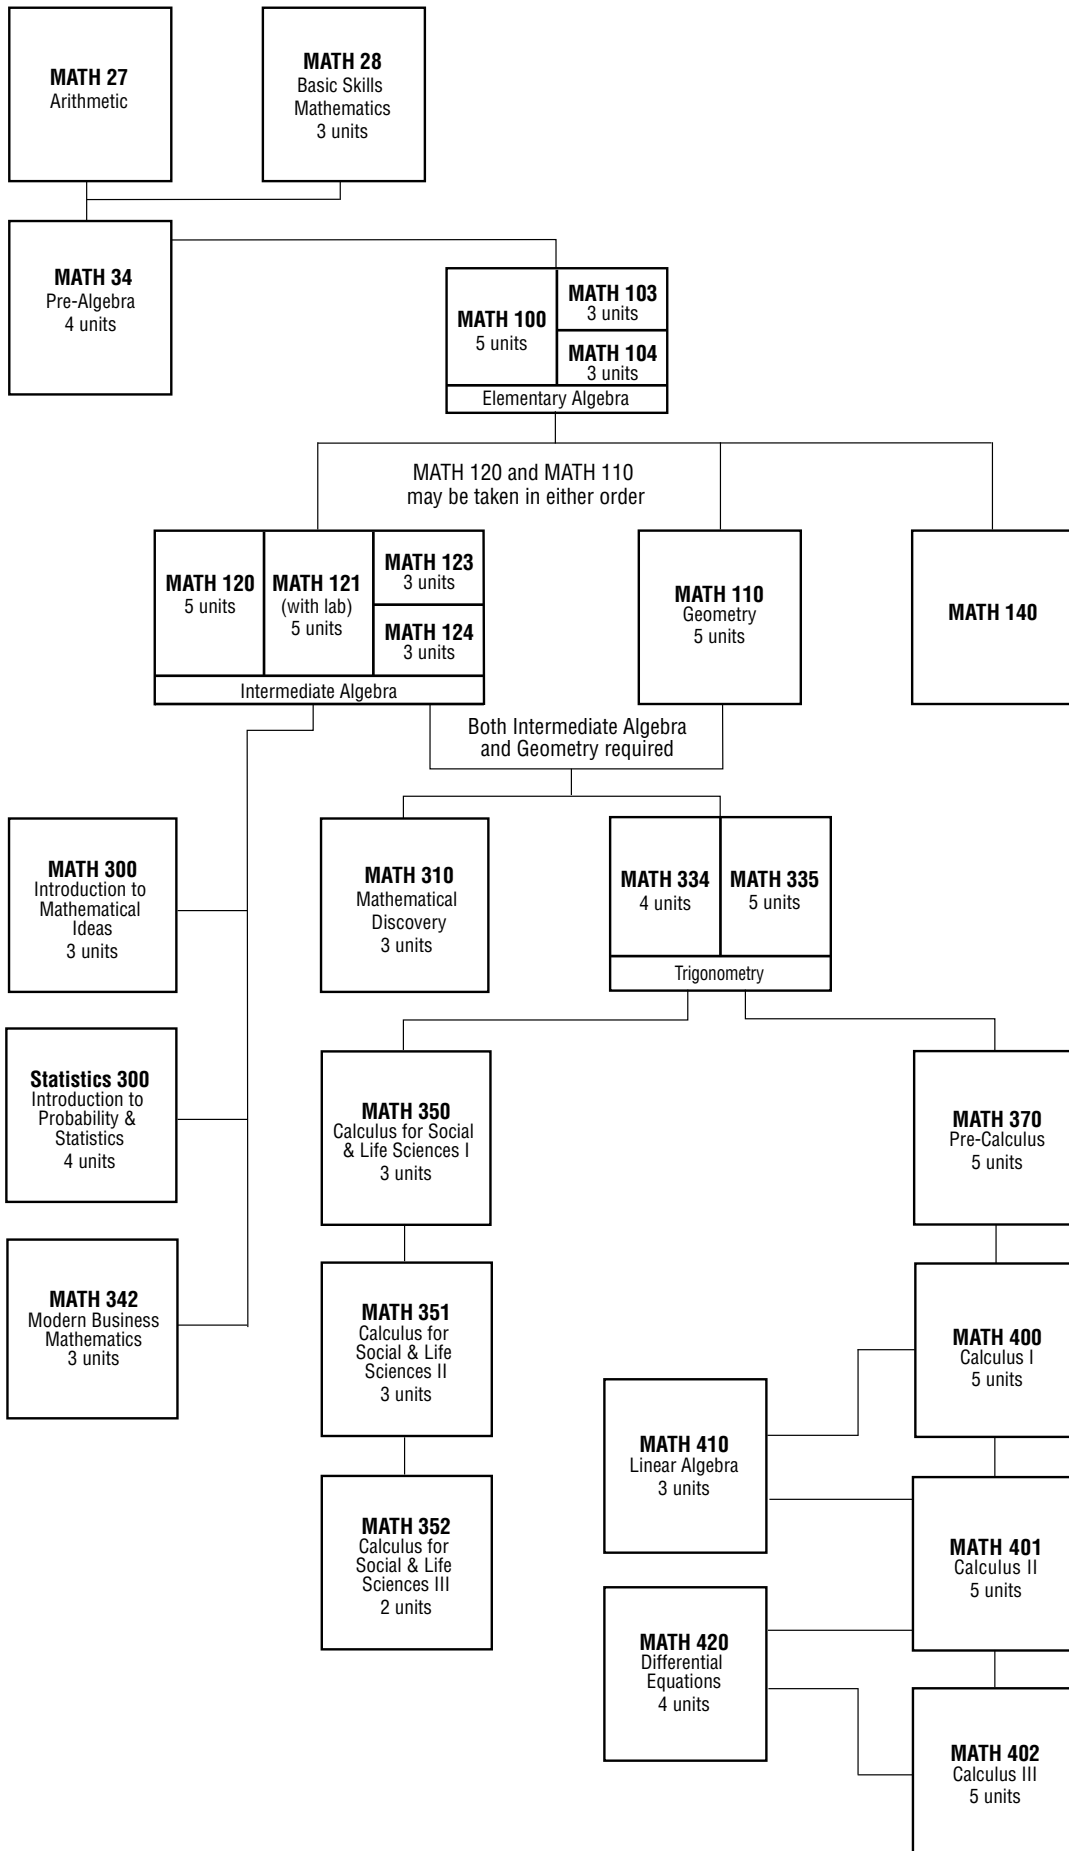 MATH 27
Arithmetic
MATH 28
Basic Skills
Mathematics
3 units
MATH 34
Pre-Algebra
4 units
MATH 100
5 units
MATH 103
3 units
MATH 104
3 units
Elementary Algebra
MATH 120 and MATH 110
may be taken in either order
MATH 120
5 units
MATH 121
(with lab)
5 units
MATH 123
3 units
MATH 124
3 units
Intermediate Algebra
MATH 110
Geometry
5 units
MATH 140
Both Intermediate Algebra
and Geometry required
MATH 300
Introduction to
Mathematical
Ideas
3 units
MATH 310
Mathematical
Discovery
3 units
MATH 334
4 units
MATH 335
5 units
Trigonometry
Statistics 300
Introduction to
Probability &
Statistics
4 units
MATH 350
Calculus for Social
& Life Sciences I
3 units
MATH 370
Pre-Calculus
5 units
MATH 342
Modern Business
Mathematics
3 units
MATH 351
Calculus for
Social & Life
Sciences II
3 units
MATH 400
Calculus I
5 units
MATH 410
Linear Algebra
3 units
MATH 352
Calculus for
Social & Life
Sciences III
2 units
MATH 401
Calculus II
5 units
MATH 420
Differential
Equations
4 units
MATH 402
Calculus III
5 units